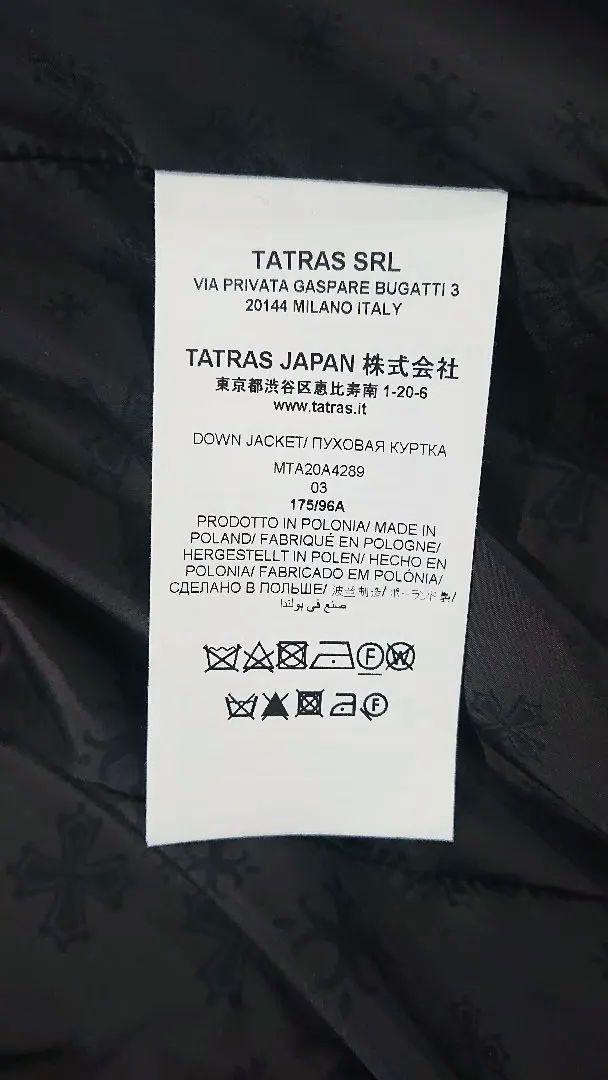 TATRAS SRL
VIA PRIVATA GASPARE BUGATTI 3
20144 MILANO ITALY
TATRAS JAPAN 株式会社
東京都渋谷区恵比寿南 1-20-6
www.tatras.it
DOWN JACKET/ ПУХОВАЯ КУРТКА
MTA20A4289
03
175/96A
PRODOTTO IN POLONIA/ MADE IN
POLAND/ FABRIQUÉ EN POLOGNE/
HERGESTELLT IN POLEN/ HECHO EN
POLONIA/ FABRICADO EM POLÓNIA/
СДЕЛАНО В ПОЛЬШЕ/ 波兰制造/ ポーランド製/
صنع في بولندا
F W
F